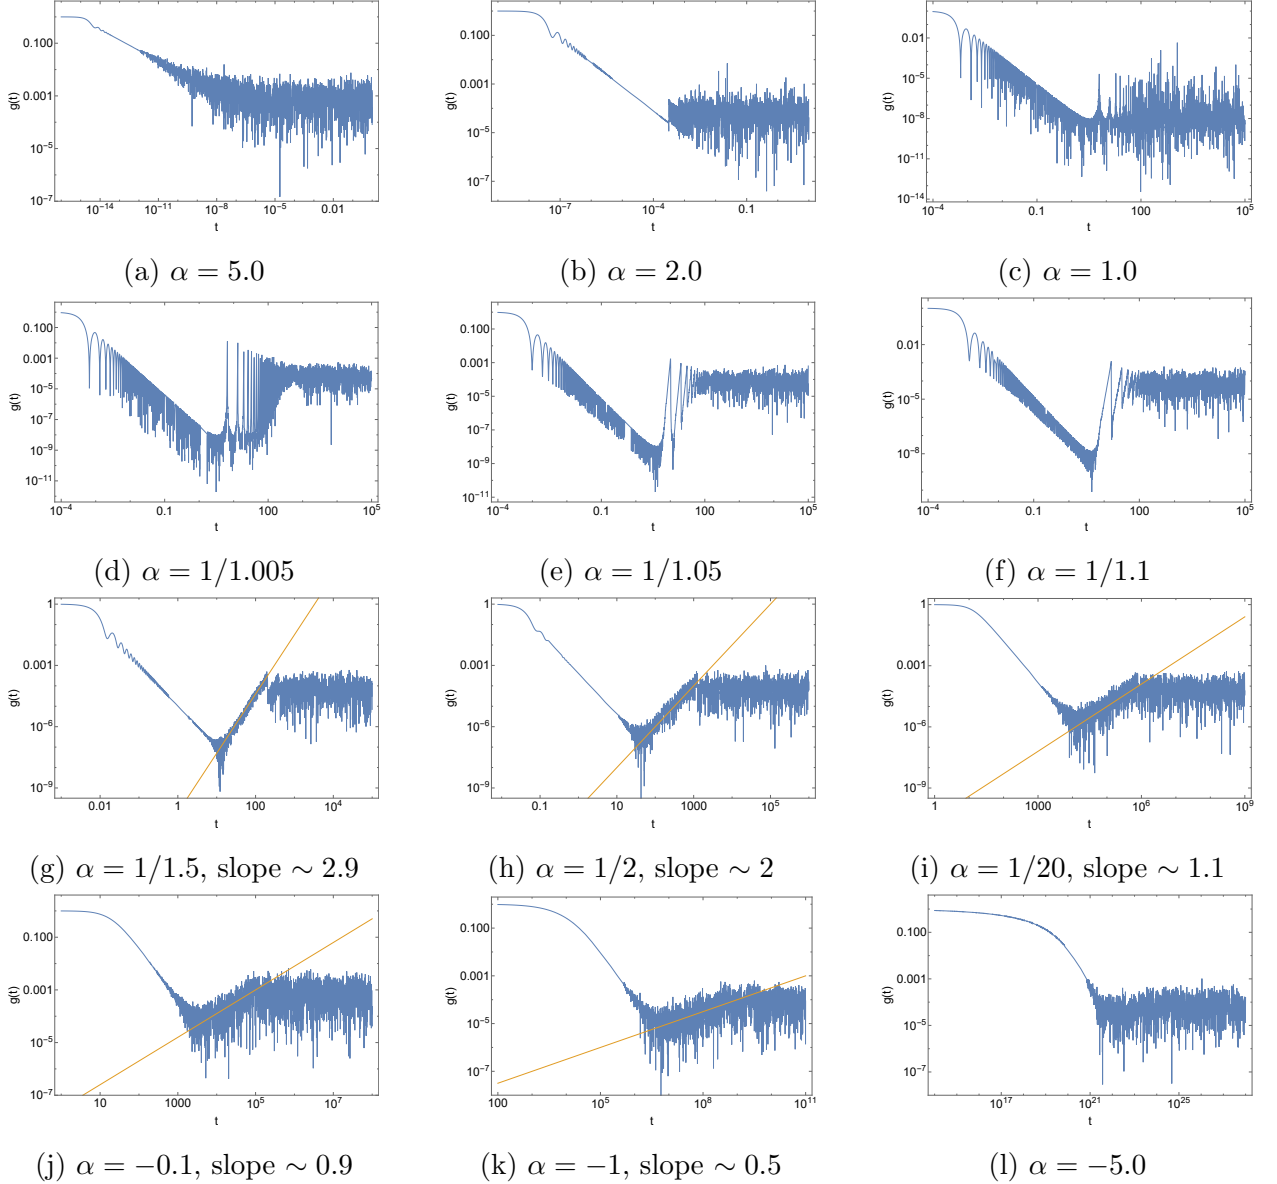 0.100
0.001
10^-5
10^-7
g(t)
10^-14 10^-11 10^-8 10^-5 0.01
t
(a) α = 5.0
0.100
0.001
10^-5
10^-7
g(t)
10^-7 10^-4 0.1
t
(b) α = 2.0
0.01
10^-5
10^-8
10^-11
10^-14
g(t)
10^-4 0.1 100 10^5
t
(c) α = 1.0
0.100
0.001
10^-5
10^-7
10^-9
10^-11
g(t)
10^-4 0.1 100 10^5
t
(d) α = 1/1.005
0.100
0.001
10^-5
10^-7
10^-9
10^-11
g(t)
10^-4 0.1 100 10^5
t
(e) α = 1/1.05
0.01
10^-5
10^-8
g(t)
10^-4 0.1 100 10^5
t
(f) α = 1/1.1
1
0.001
10^-6
10^-9
g(t)
0.01 1 100 10^4
t
(g) α = 1/1.5, slope ∼ 2.9
1
0.001
10^-6
10^-9
g(t)
0.1 10 1000 10^5
t
(h) α = 1/2, slope ∼ 2
1
0.001
10^-6
10^-9
g(t)
1 1000 10^6 10^9
t
(i) α = 1/20, slope ∼ 1.1
0.100
0.001
10^-5
10^-7
g(t)
10 1000 10^5 10^7
t
(j) α = −0.1, slope ∼ 0.9
0.100
0.001
10^-5
10^-7
g(t)
100 10^5 10^8 10^11
t
(k) α = −1, slope ∼ 0.5
0.100
0.001
10^-5
10^-7
g(t)
10^17 10^21 10^25
t
(l) α = −5.0